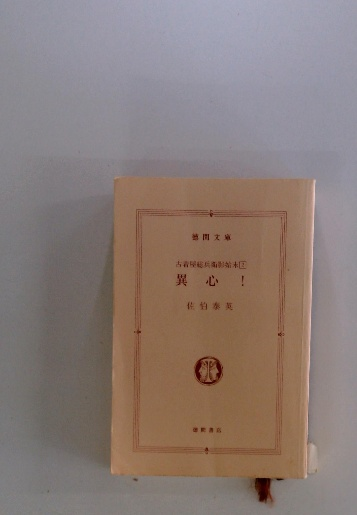 徳間文庫
古着屋総兵衛影始末 2
異心！
佐伯泰英
徳間書店